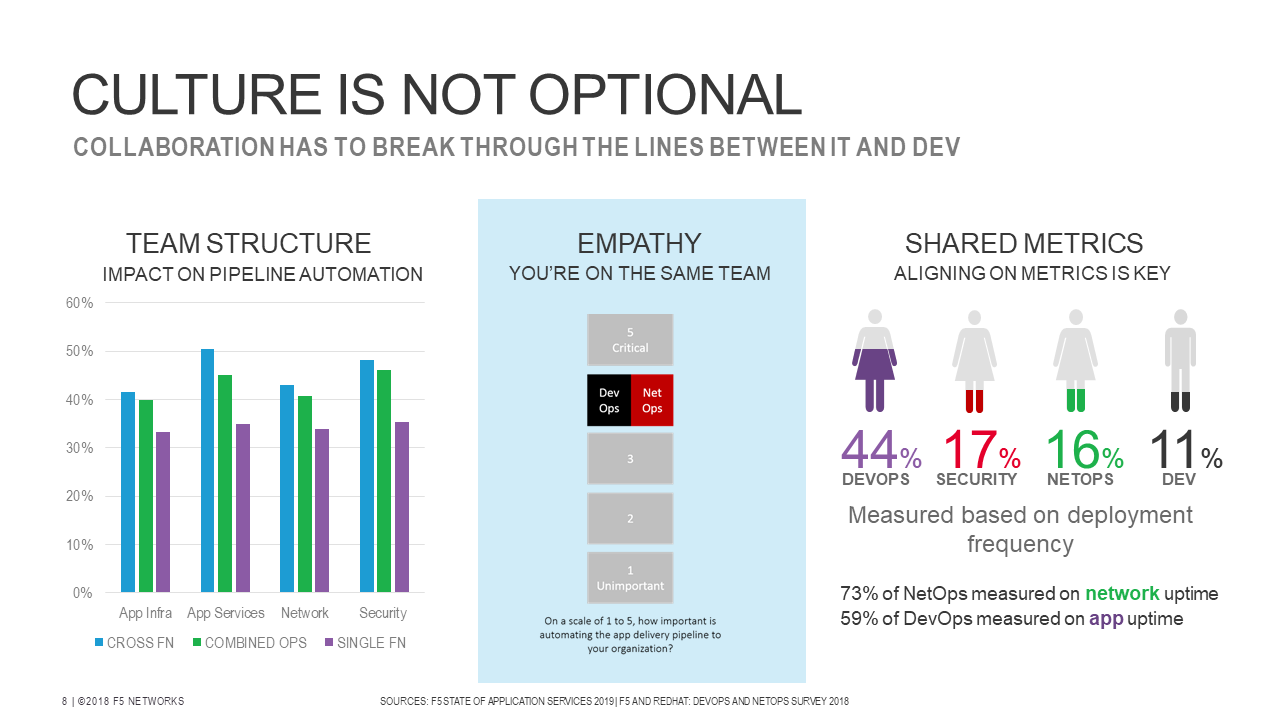 CULTURE IS NOT OPTIONAL
COLLABORATION HAS TO BREAK THROUGH THE LINES BETWEEN IT AND DEV
TEAM STRUCTURE
IMPACT ON PIPELINE AUTOMATION
60%
50%
40%
30%
20%
10%
0%
App Infra App Services Network Security
CROSS FN COMBINED OPS SINGLE FN
EMPATHY
YOU’RE ON THE SAME TEAM
5
Critical
Dev Net
Ops Ops
3
2
1
Unimportant
On a scale of 1 to 5, how important is
automating the app delivery pipeline to
your organization?
SHARED METRICS
ALIGNING ON METRICS IS KEY
44% 17% 16% 11%
DEVOPS SECURITY NETOPS DEV
Measured based on deployment
frequency
73% of NetOps measured on network uptime
59% of DevOps measured on app uptime
8 | ©2018 F5 NETWORKS
SOURCES: F5 STATE OF APPLICATION SERVICES 2019| F5 AND REDHAT: DEVOPS AND NETOPS SURVEY 2018